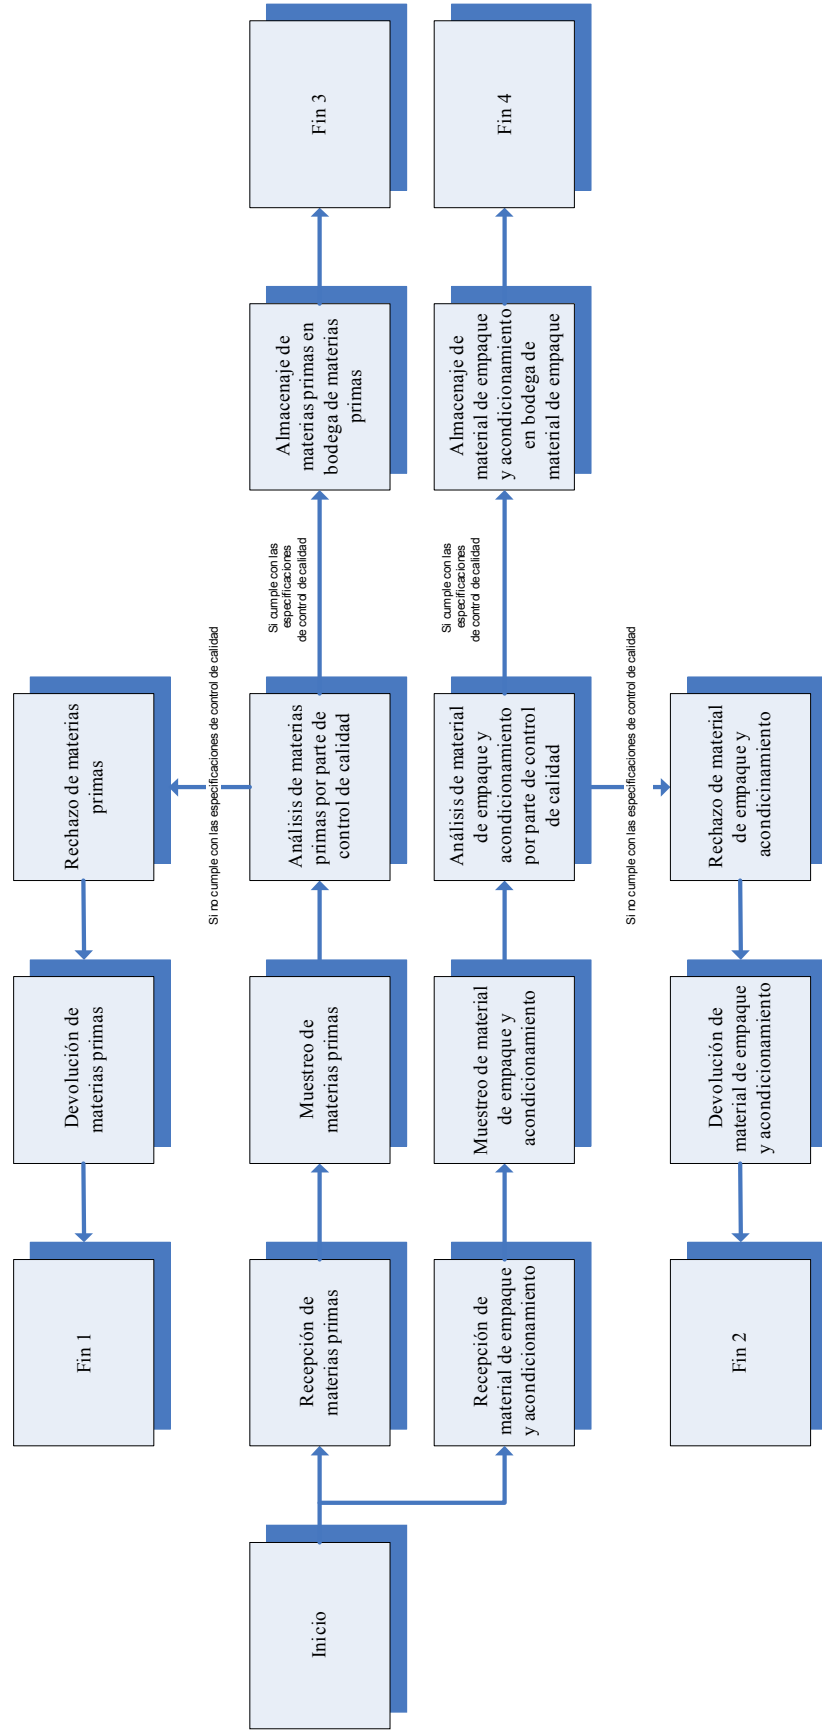 Rechazo de materias
primas
Devolución de
materias primas
Fin 1
Si no cumple con las especificaciones de control de calidad
Inicio
Recepción de
materias primas
Muestreo de
materias primas
Análisis de materias
primas por parte de
control de calidad
Si cumple con las
especificaciones
de control de calidad
Almacenaje de
materias primas en
bodega de materias
primas
Fin 3
Recepción de
material de empaque
y acondicionamiento
Muestreo de material
de empaque y
acondicionamiento
Análisis de material
de empaque y
acondicionamiento
por parte de control
de calidad
Si cumple con las
especificaciones
de control de calidad
Almacenaje de
material de empaque
y acondicionamiento
en bodega de
material de empaque
Fin 4
Si no cumple con las especificaciones de control de calidad
Rechazo de material
de empaque y
acondicinamiento
Devolución de
material de empaque
y acondicionamiento
Fin 2